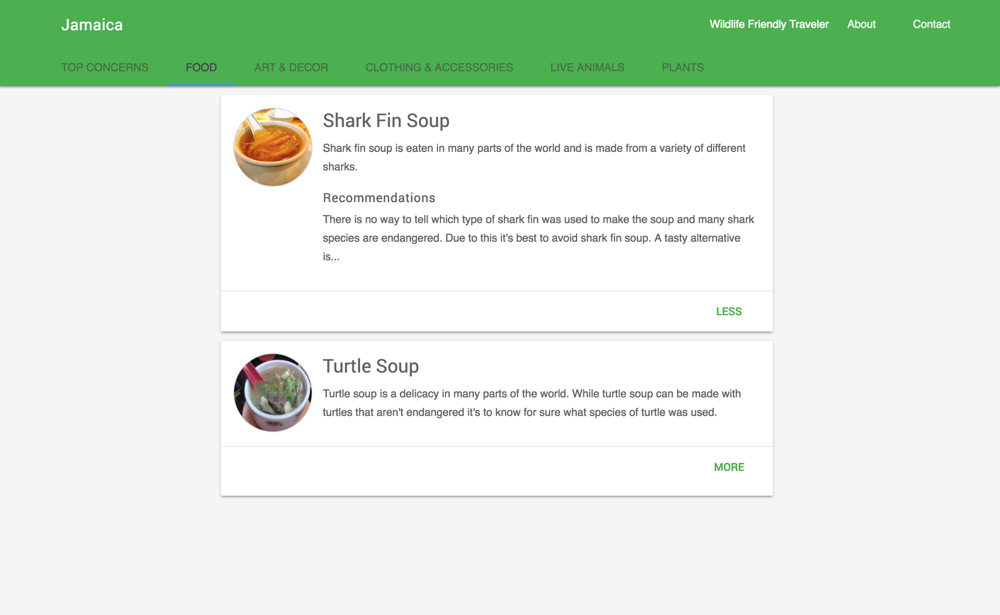 Jamaica
Wildlife Friendly Traveler About Contact
TOP CONCERNS FOOD ART & DECOR CLOTHING & ACCESSORIES LIVE ANIMALS PLANTS
Shark Fin Soup
Shark fin soup is eaten in many parts of the world and is made from a variety of different
sharks.
Recommendations
There is no way to tell which type of shark fin was used to make the soup and many shark
species are endangered. Due to this it's best to avoid shark fin soup. A tasty alternative
is...
LESS
Turtle Soup
Turtle soup is a delicacy in many parts of the world. While turtle soup can be made with
turtles that aren't endangered it's to know for sure what species of turtle was used.
MORE